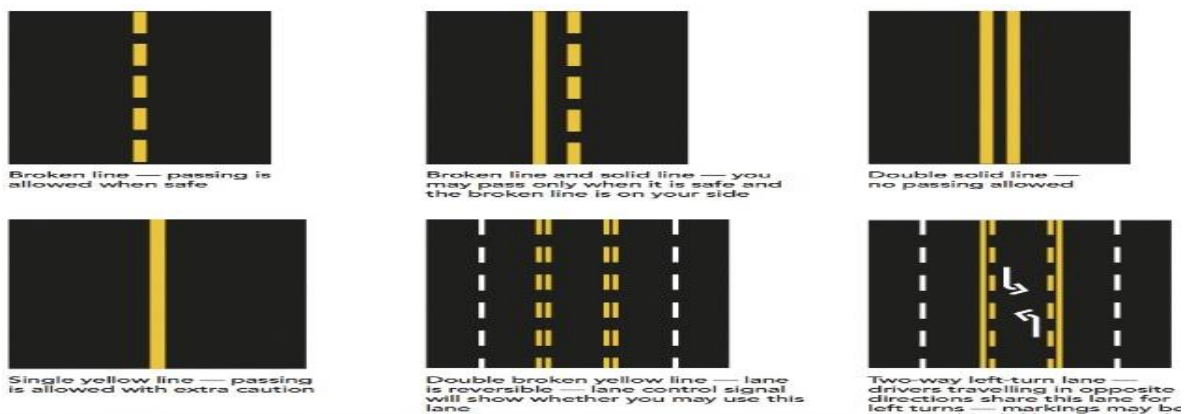 Broken line — passing is
allowed when safe
Broken line and solid line — you
may pass only when it is safe and
the broken line is on your side
Double solid line —
no passing allowed
Single yellow line — passing
is allowed with extra caution
Double broken yellow line — lane
is reversible — lane control signal
will show whether you may use this
lane
Two-way left-turn lane —
drivers travelling in opposite
directions share this lane for
left turns — markings may be